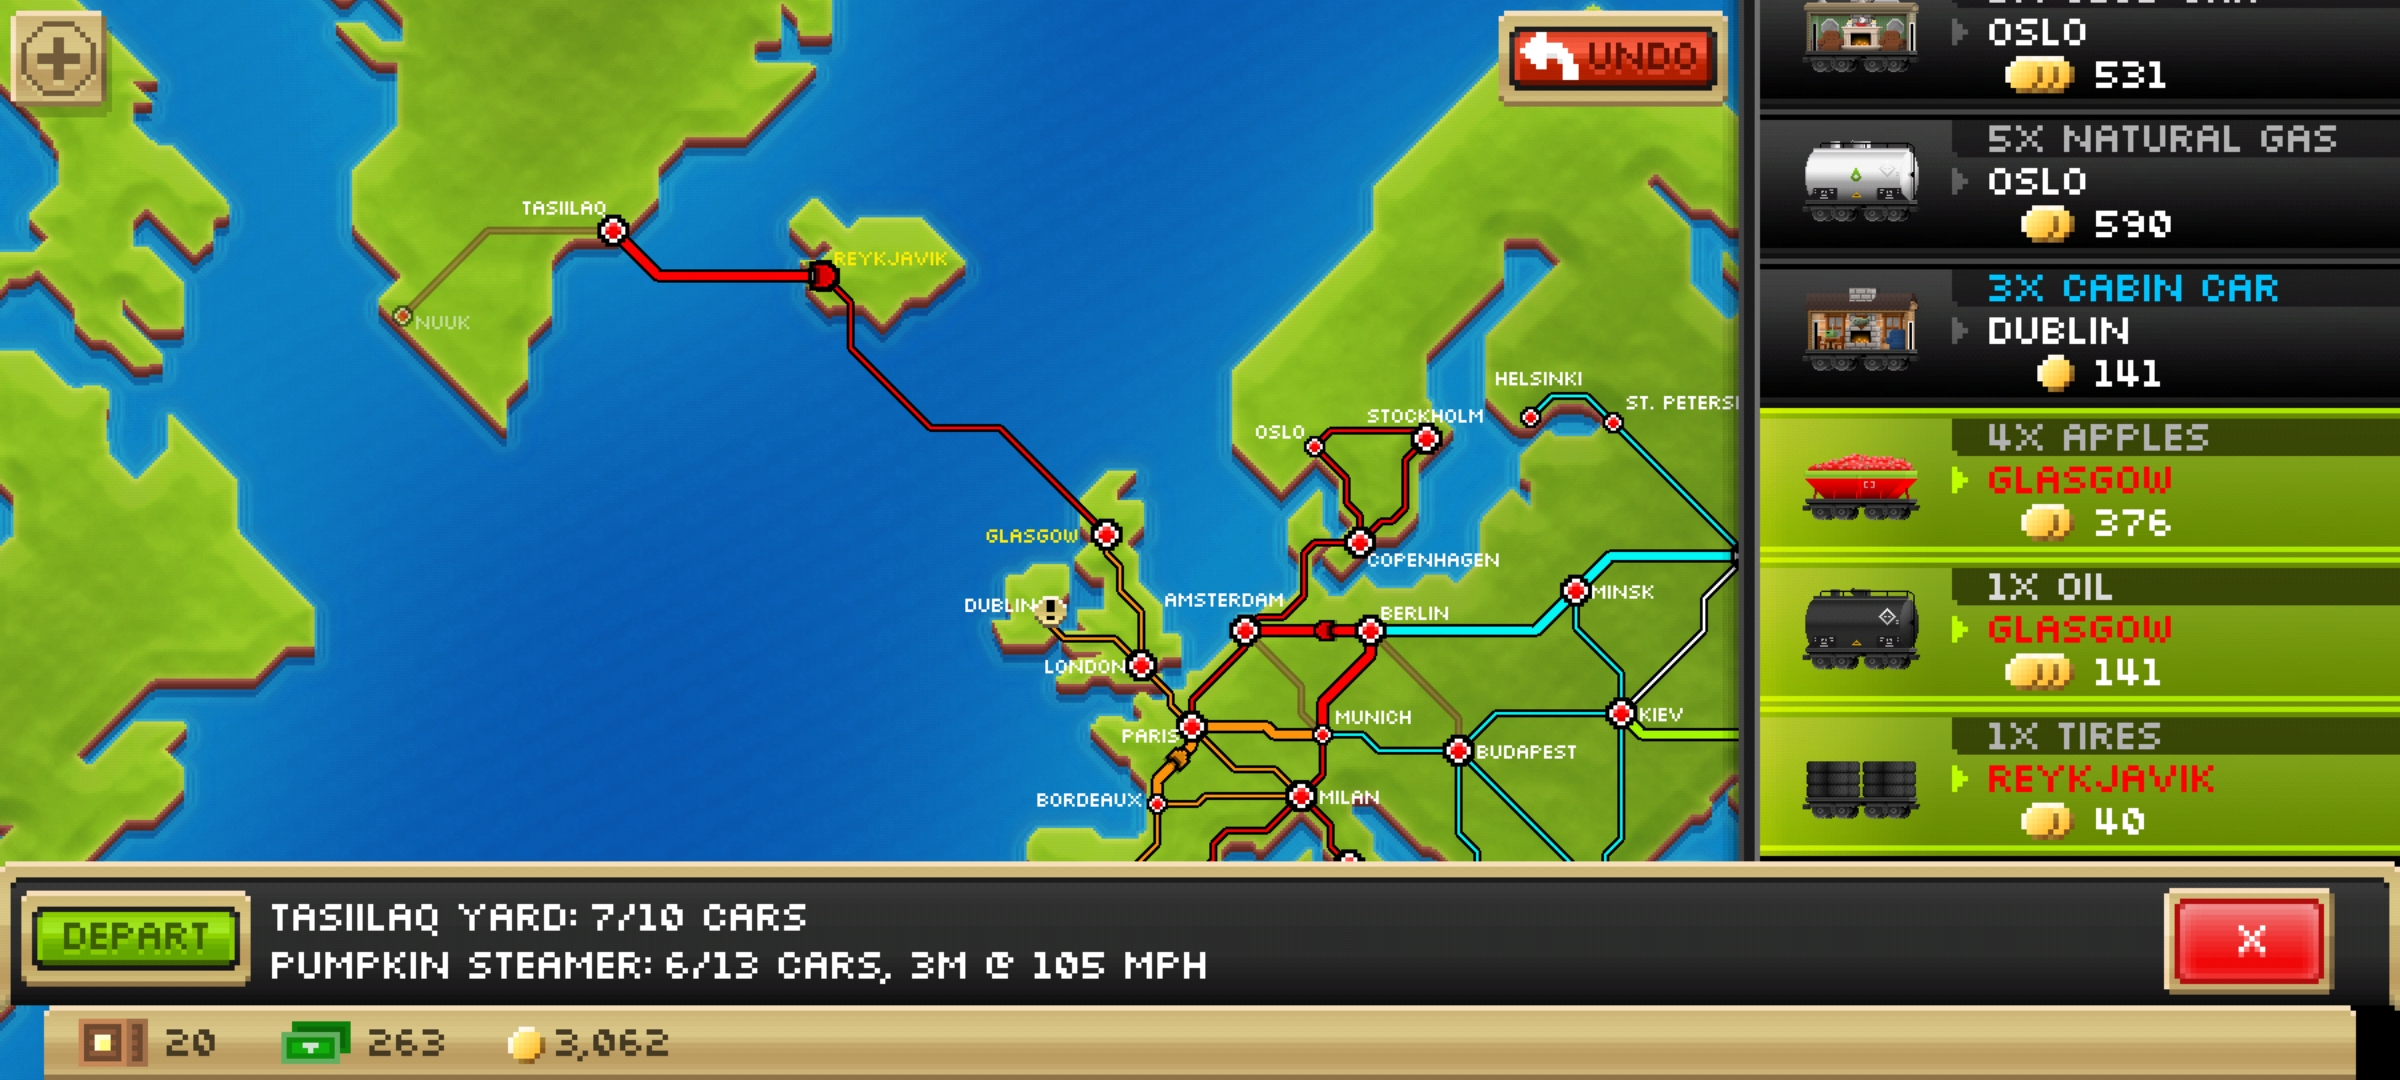 UNDO
TASIILAQ
REYKJAVIK
NUUK
HELSINKI
STOCKHOLM
OSLO
GLASGOW
COPENHAGEN
DUBLIN
AMSTERDAM
BERLIN
MINSK
LONDON
PARIS
MUNICH
KIEV
BUDAPEST
BORDEAUX
MILAN
OSLO
531
5X NATURAL GAS
OSLO
590
3X CABIN CAR
DUBLIN
141
4X APPLES
GLASGOW
376
1X OIL
GLASGOW
141
1X TIRES
REYKJAVIK
40
DEPART
TASIILAQ YARD: 7/10 CARS
PUMPKIN STEAMER: 6/13 CARS, 3M @ 105 MPH
X
20
263
3,062